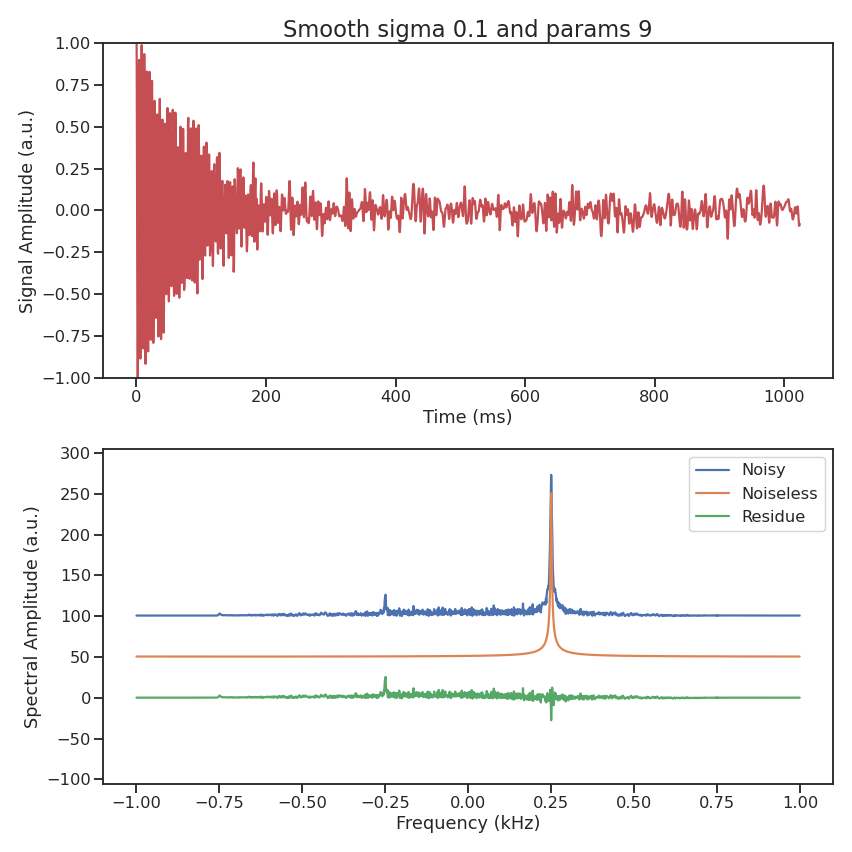 Smooth sigma 0.1 and params 9
1.00
0.75
0.50
0.25
0.00
−0.25
−0.50
−0.75
−1.00
Signal Amplitude (a.u.)
0 200 400 600 800 1000
Time (ms)
300
250
200
150
100
50
0
−50
−100
Spectral Amplitude (a.u.)
Noisy
Noiseless
Residue
−1.00 −0.75 −0.50 −0.25 0.00 0.25 0.50 0.75 1.00
Frequency (kHz)